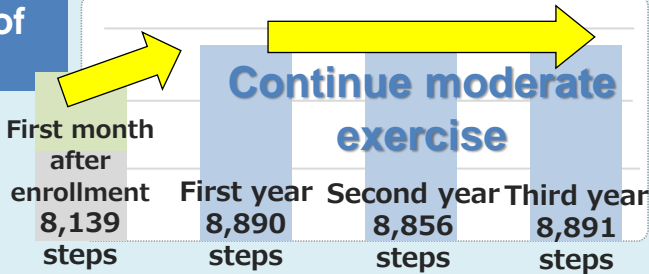 of
Continue moderate
exercise
First month
after
enrollment
8,139
steps
First year
8,890
steps
Second year
8,856
steps
Third year
8,891
steps